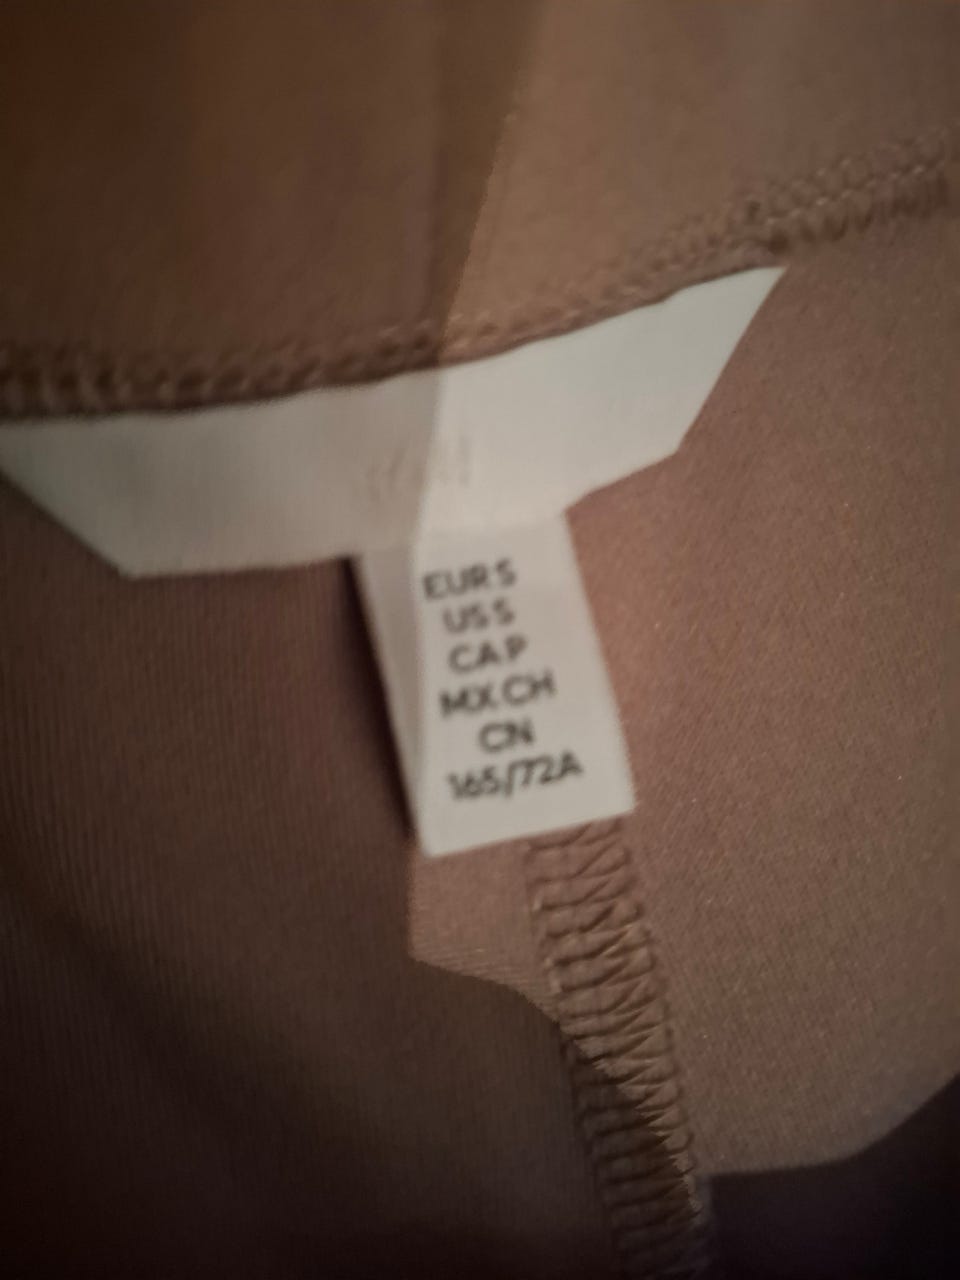 EUR S
US S
CA P
MX CH
CN
165/72A